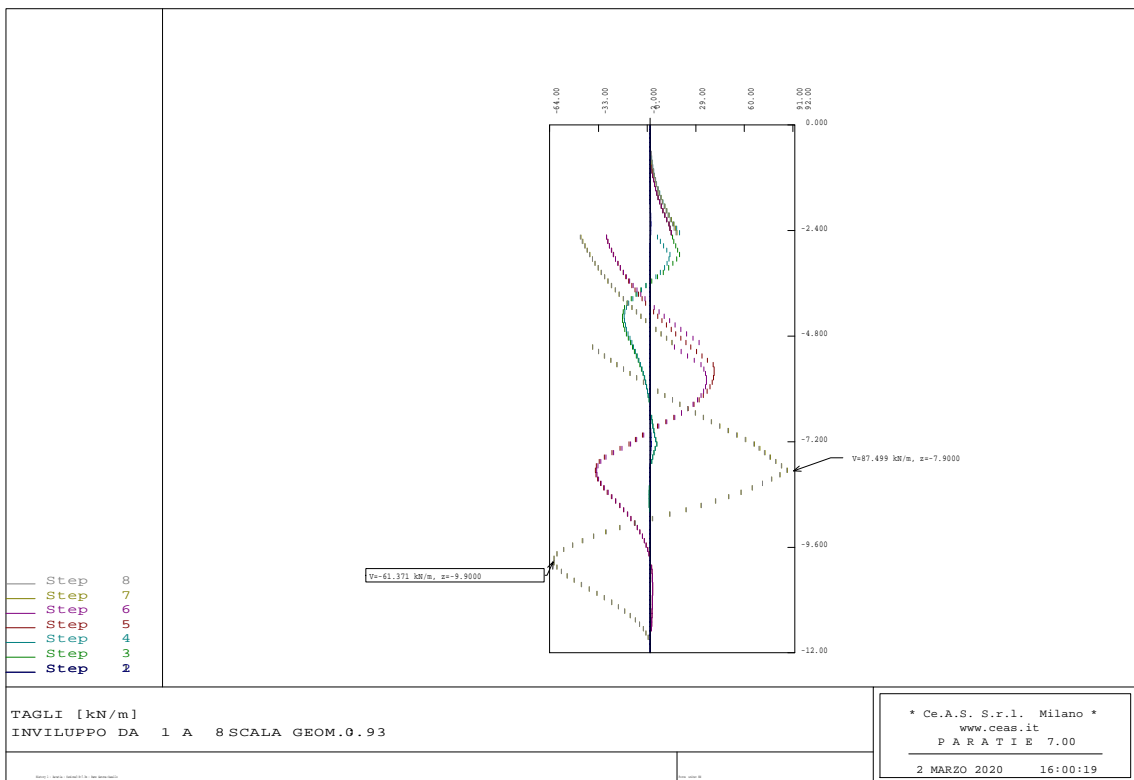 -64.00
-33.00
-2.000
0.
29.00
60.00
91.00
92.00
0.000
-2.400
-4.800
-7.200
V=87.499 kN/m, z=-7.9000
-9.600
V=-61.371 kN/m, z=-9.9000
-12.00
Step 8
Step 7
Step 6
Step 5
Step 4
Step 3
Step
TAGLI [kN/m]
INVILUPPO DA 1 A 8 SCALA GEOM. 0.93
* Ce.A.S. S.r.l. Milano *
www.ceas.it
P A R A T I E 7.00
2 MARZO 2020 16:00:19